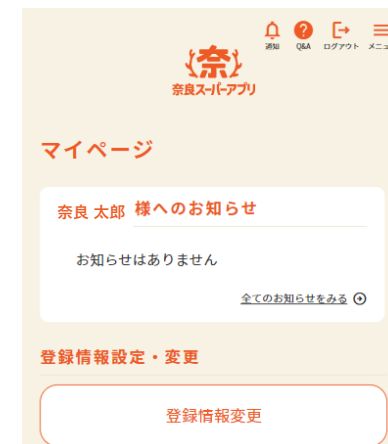 通知 Q&A ログアウト メニュ
奈
奈良スーパーアプリ
マイページ
奈良 太郎 様へのお知らせ
お知らせはありません
全てのお知らせをみる
登録情報設定・変更
登録情報変更